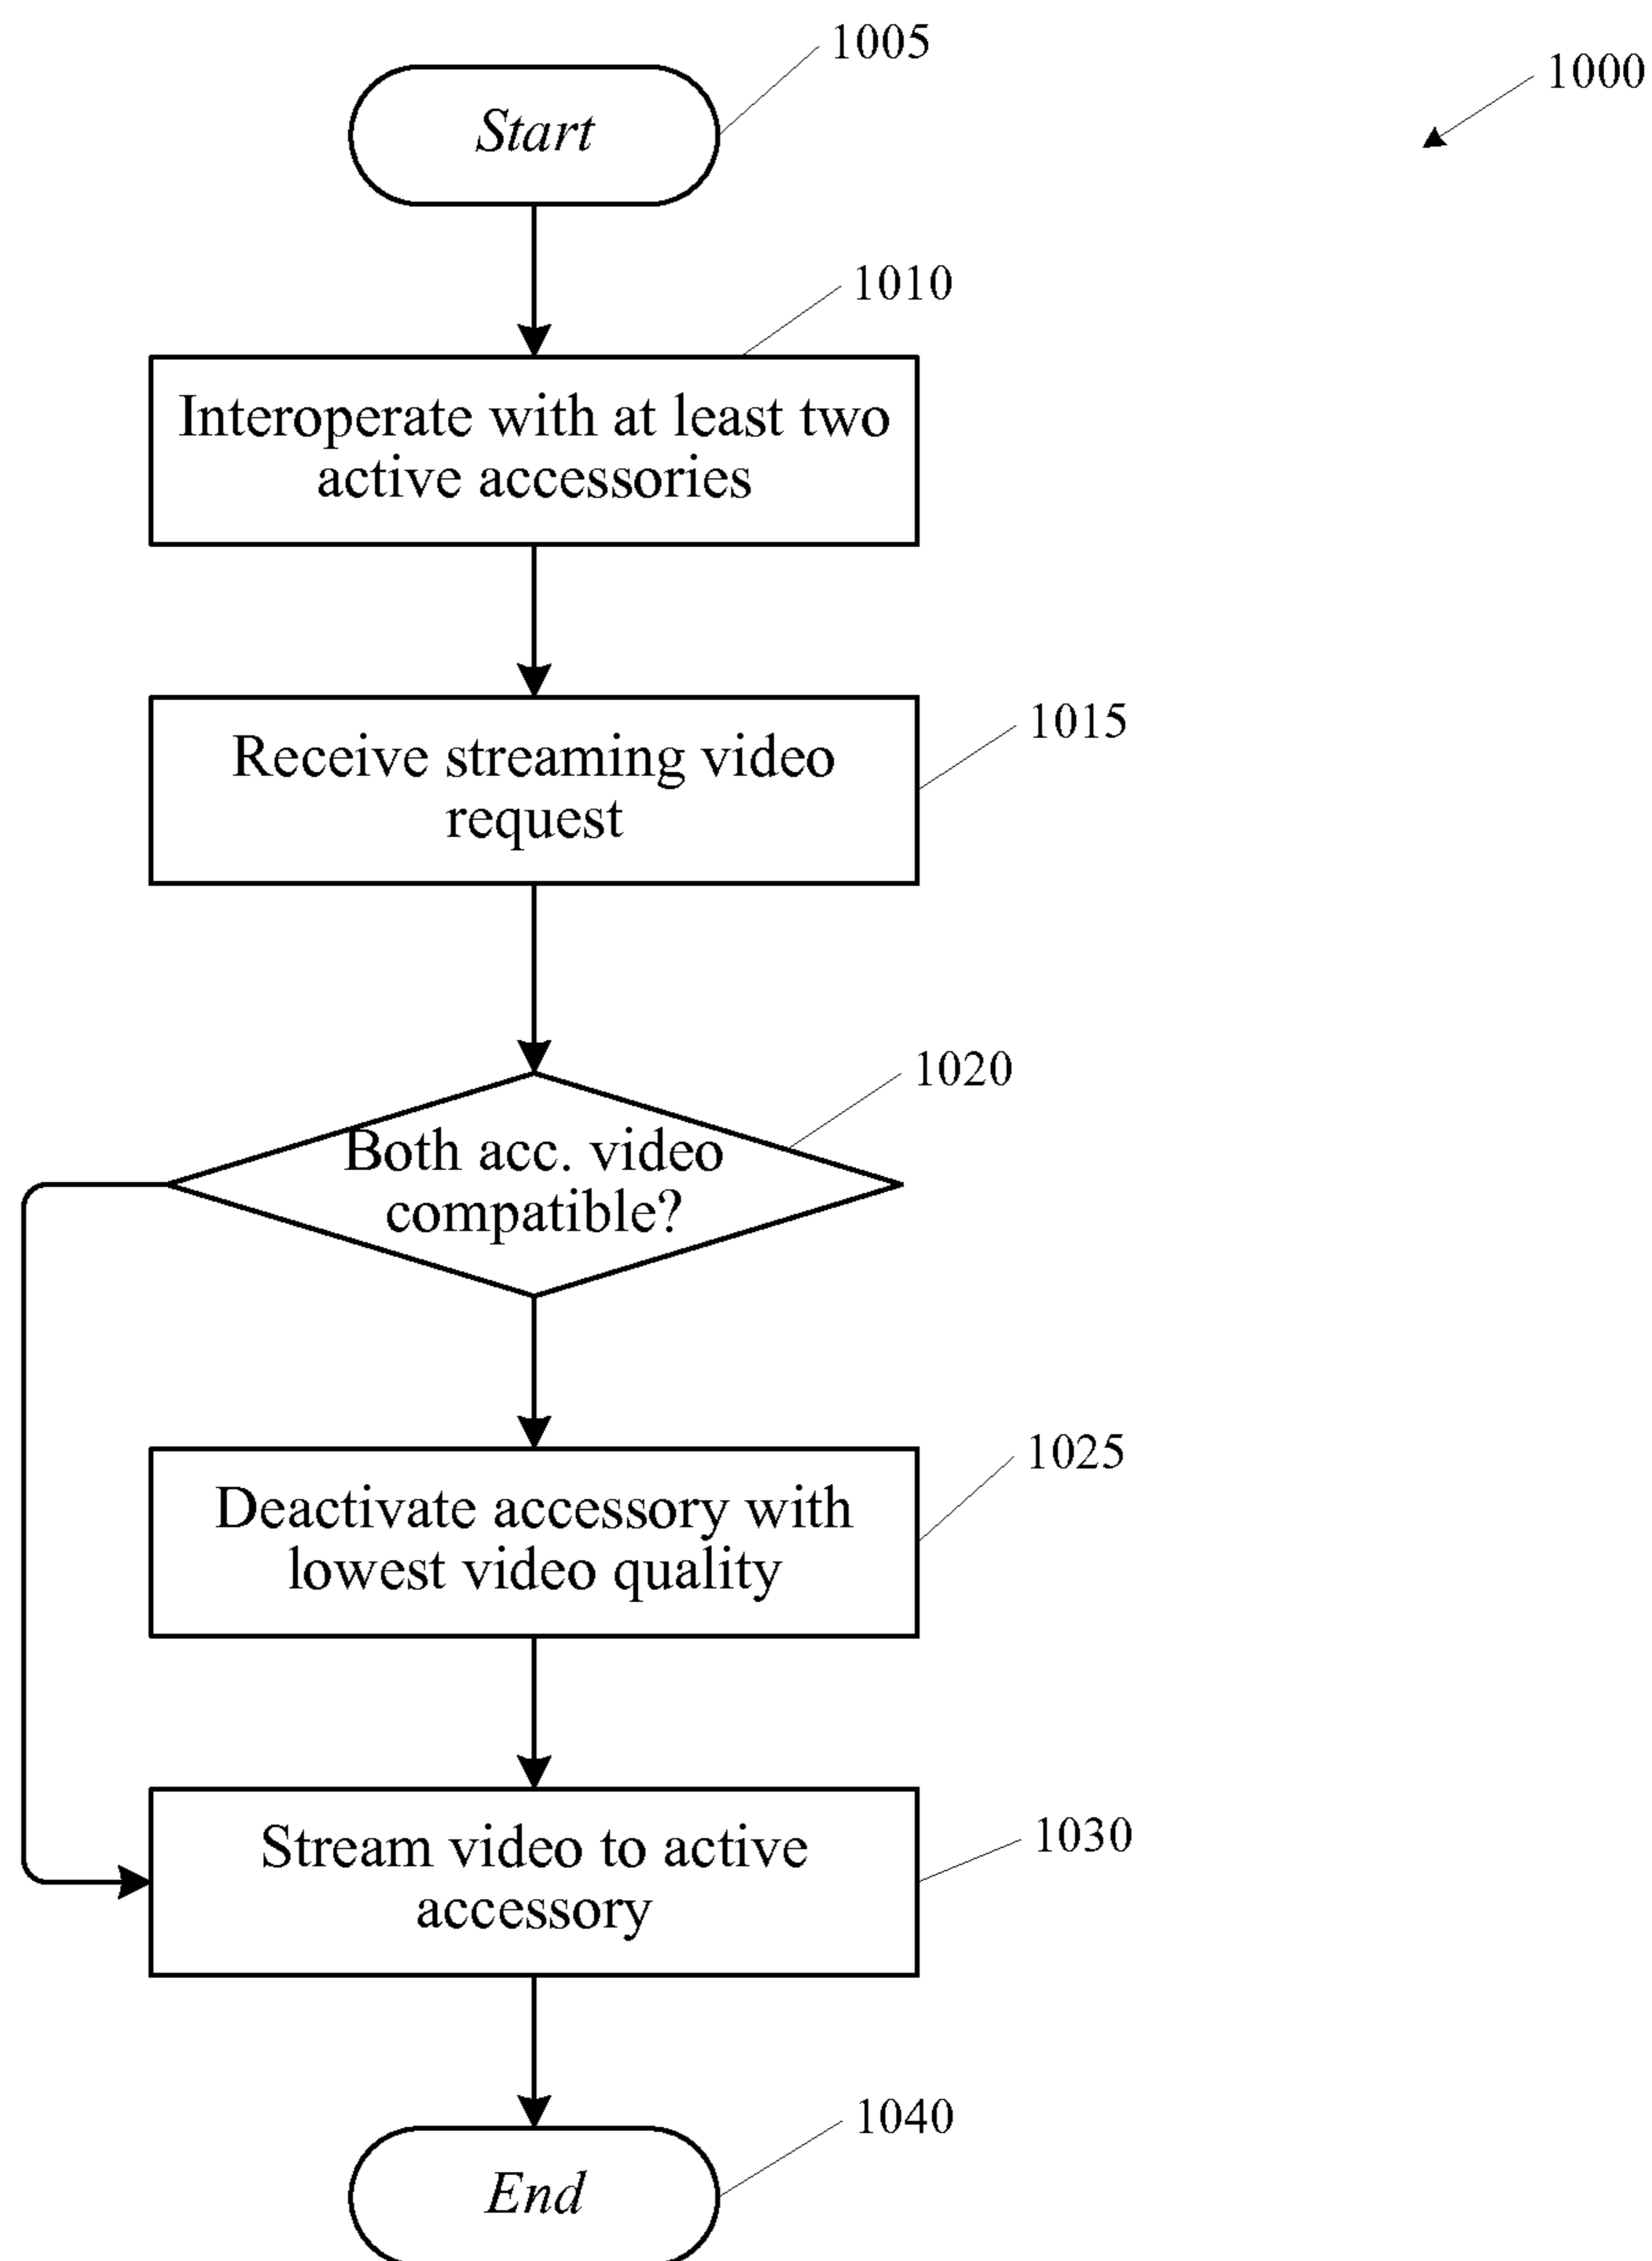 1005
1000
Start
1010
Interoperate with at least two
active accessories
1015
Receive streaming video
request
1020
Both acc. video
compatible?
1025
Deactivate accessory with
lowest video quality
1030
Stream video to active
accessory
1040
End